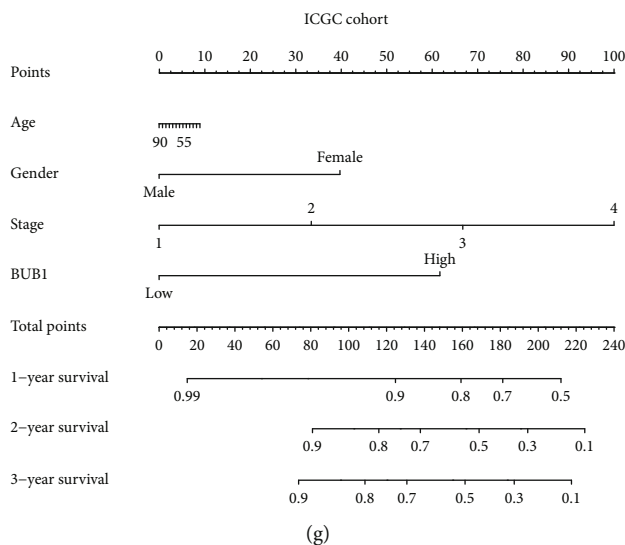 ICGC cohort
0 10 20 30 40 50 60 70 80 90 100
Points
Age
90 55
Female
Gender
Male
2 4
Stage
1 3
High
BUB1
Low
Total points
0 20 40 60 80 100 120 140 160 180 200 220 240
1−year survival
0.99 0.9 0.8 0.7 0.5
2−year survival
0.9 0.8 0.7 0.5 0.3 0.1
3−year survival
0.9 0.8 0.7 0.5 0.3 0.1
(g)